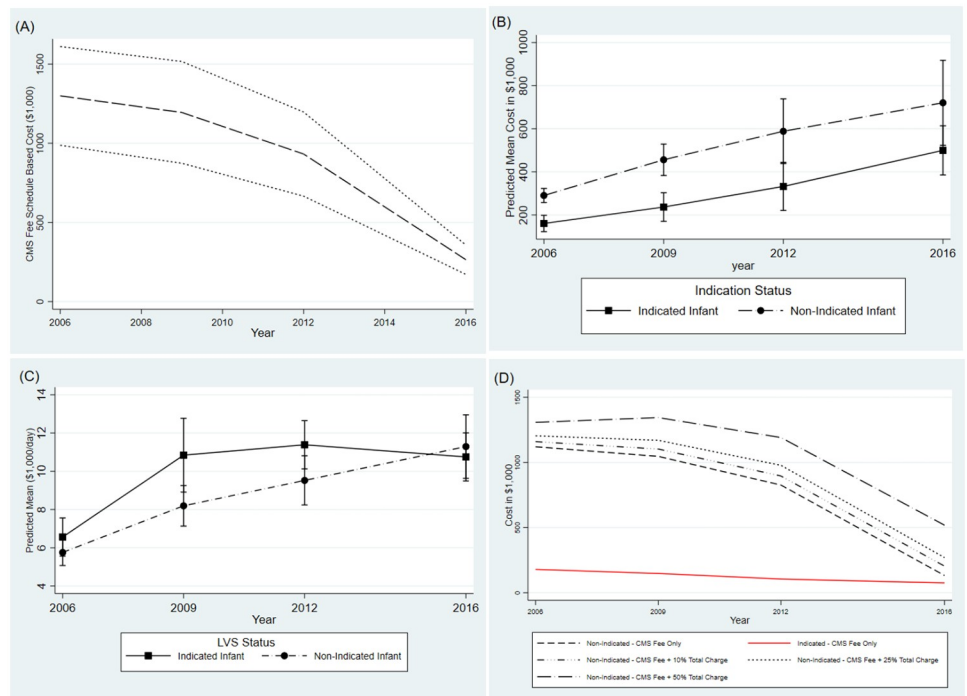 (A)
CMS Fee Schedule Based Cost ($1,000)
1500
1000
500
0
2006
2008
2010
2012
2014
2016
Year
(B)
Predicted Mean Cost in $1,000
1000
800
600
400
200
2006
2009
2012
2016
year
Indication Status
Indicated Infant
Non-Indicated Infant
(C)
Predicted Mean ($1,000/day)
14
12
10
8
6
4
2006
2009
2012
2016
Year
LVS Status
Indicated Infant
Non-Indicated Infant
(D)
Cost in $1,000
1500
1000
500
0
2006
2009
2012
2016
Year
Non-Indicated - CMS Fee Only
Indicated - CMS Fee Only
Non-Indicated - CMS Fee + 10% Total Charge
Non-Indicated - CMS Fee + 25% Total Charge
Non-Indicated - CMS Fee + 50% Total Charge